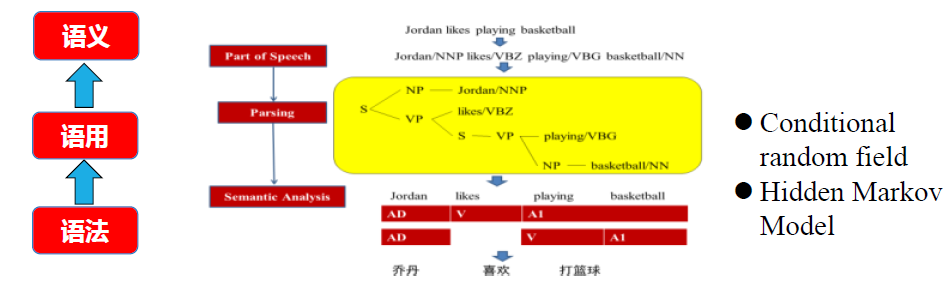 语义
语用
语法
Part of Speech
Parsing
Semantic Analysis
Jordan likes playing basketball
Jordan/NNP likes/VBZ playing/VBG basketball/NN
NP Jordan/NNP
S
VP likes/VBZ
S VP playing/VBG
NP basketball/NN
Jordan likes playing basketball
AD V A1
AD V A1
乔丹 喜欢 打篮球
Conditional
random field
Hidden Markov
Model